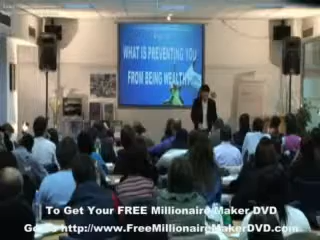 WHAT IS PREVENTING YOU
FROM BEING WEALTHY?
To Get Your FREE Millionaire Maker DVD
Go to http://www.FreeMillionaireMakerDVD.com